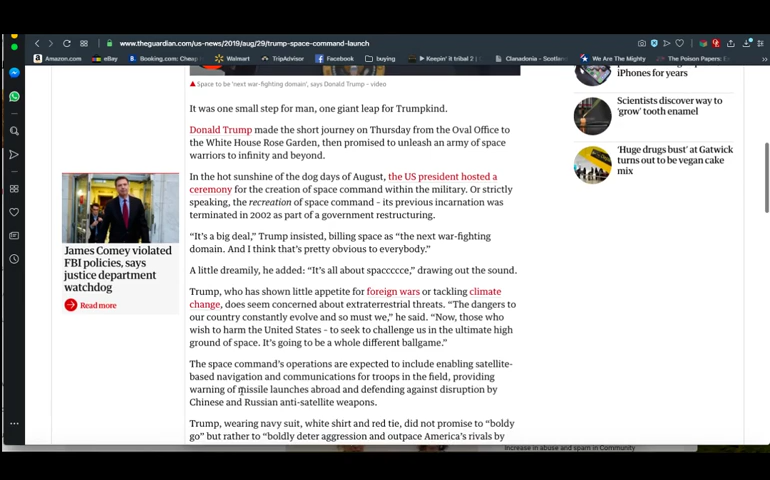 www.theguardian.com/us-news/2019/aug/29/trump-space-command-launch
Amazon.com
eBay
Booking.com: Cheap
TripAdvisor
Walmart
Facebook
buying
Keepin' it tribal 2 |
Clanadonia - Scotlan
We Are The Mighty
The Poison Papers: E
Space to be 'next war-fighting domain', says Donald Trump - video
It was one small step for man, one giant leap for Trumpkind.
Donald Trump made the short journey on Thursday from the Oval Office to
the White House Rose Garden, then promised to unleash an army of space
warriors to infinity and beyond.
In the hot sunshine of the dog days of August, the US president hosted a
ceremony for the creation of space command within the military. Or strictly
speaking, the recreation of space command – its previous incarnation was
terminated in 2002 as part of a government restructuring.
“It’s a big deal,” Trump insisted, billing space as “the next war-fighting
domain. And I think that’s pretty obvious to everybody.”
A little dreamily, he added: “It’s all about spaccccce,” drawing out the sound.
Trump, who has shown little appetite for foreign wars or tackling climate
change, does seem concerned about extraterrestrial threats. “The dangers to
our country constantly evolve and so must we,” he said. “Now, those who
wish to harm the United States – to seek to challenge us in the ultimate high
ground of space. It’s going to be a whole different ballgame.”
The space command’s operations are expected to include enabling satellite-
based navigation and communications for troops in the field, providing
warning of missile launches abroad and defending against disruption by
Chinese and Russian anti-satellite weapons.
Trump, wearing navy suit, white shirt and red tie, did not promise to “boldy
go” but rather to “boldly deter aggression and outpace America’s rivals by
James Comey violated
FBI policies, says
justice department
watchdog
Read more
iPhones for years
Scientists discover way to
'grow' tooth enamel
'Huge drugs bust' at Gatwick
turns out to be vegan cake
mix
increase in abuse and spam in Community